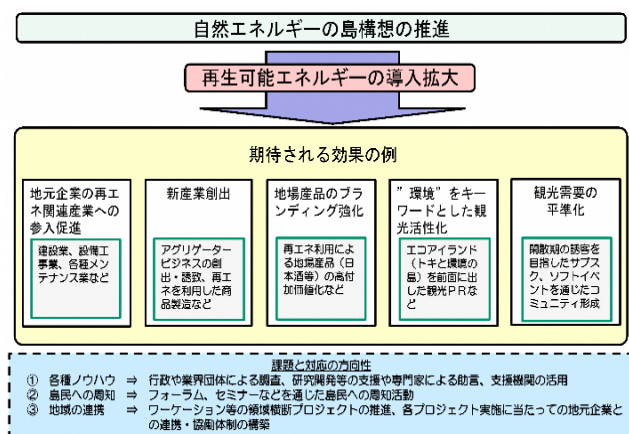 自然エネルギーの島構想の推進
再生可能エネルギーの導入拡大
期待される効果の例
地元企業の再エ
ネ関連産業への
参入促進
建設業、設備工
事業、各種メン
テナンス業など
新産業創出
アグリゲーター
ビジネスの創
出・誘致、再エ
ネを利用した商
品製造など
地場産品のブラ
ンディング強化
再エネ利用によ
る地場産品（日
本酒等）の高付
加価値化など
”環境”をキー
ワードとした観
光活性化
エコアイランド
（トキと環境の
島）を前面に出
した観光ＰＲな
ど
観光需要の
平準化
閑散期の誘客を
目指したサブス
ク、ソフトイベ
ントを通じたコ
ミュニティ形成
課題と対応の方向性
① 各種ノウハウ ⇒ 行政や業界団体による調査、研究開発等の支援や専門家による助言、支援機関の活用
② 島民への周知 ⇒ フォーラム、セミナーなどを通じた島民への周知活動
③ 地域の連携 ⇒ ワーケーション等の領域横断プロジェクトの推進、各プロジェクト実施に当たっての地元企業と
の連携・協働体制の構築